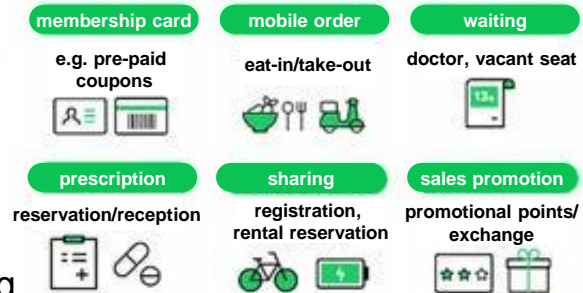 membership card
mobile order
waiting
e.g. pre-paid
coupons
eat-in/take-out
doctor, vacant seat
prescription
sharing
sales promotion
reservation/reception
registration,
rental reservation
promotional points/
exchange